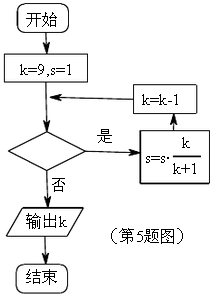 开始
k=9,s=1
k=k-1
是
s=s·k/k+1
否
输出k
（第5题图）
结束